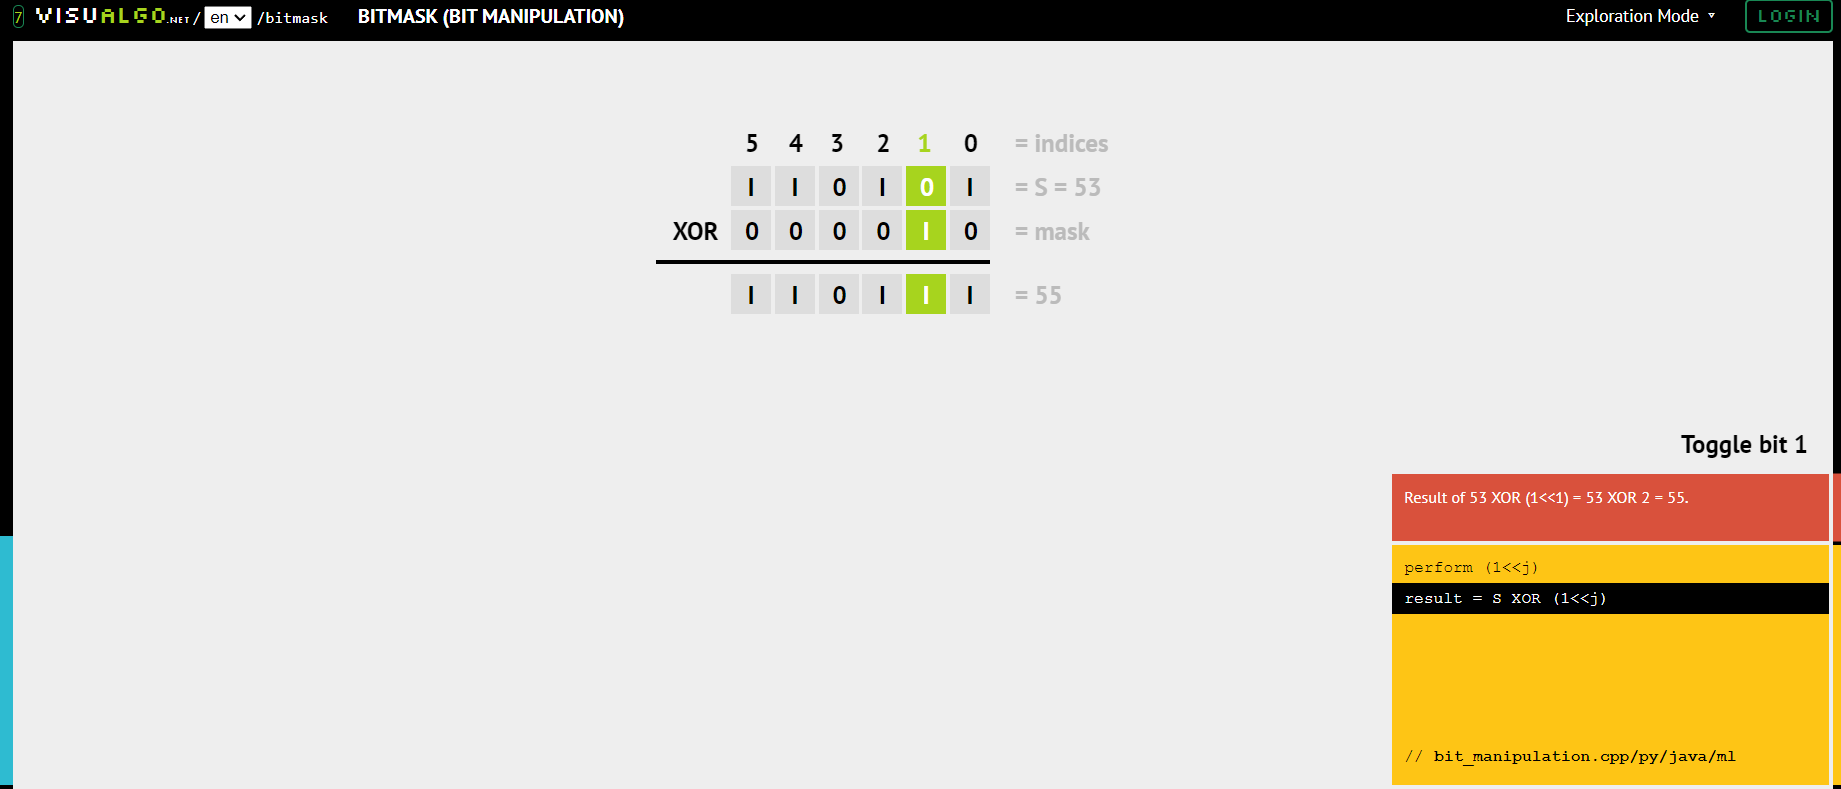 7 VISUALGO.NET / en /bitmask BITMASK (BIT MANIPULATION) Exploration Mode ▼ LOGIN
5 4 3 2 1 0 = indices
1 1 0 1 0 1 = S = 53
XOR 0 0 0 0 1 0 = mask
1 1 0 1 1 1 = 55
Toggle bit 1
Result of 53 XOR (1<<1) = 53 XOR 2 = 55.
perform (1<<j)
result = S XOR (1<<j)
// bit_manipulation.cpp/py/java/ml